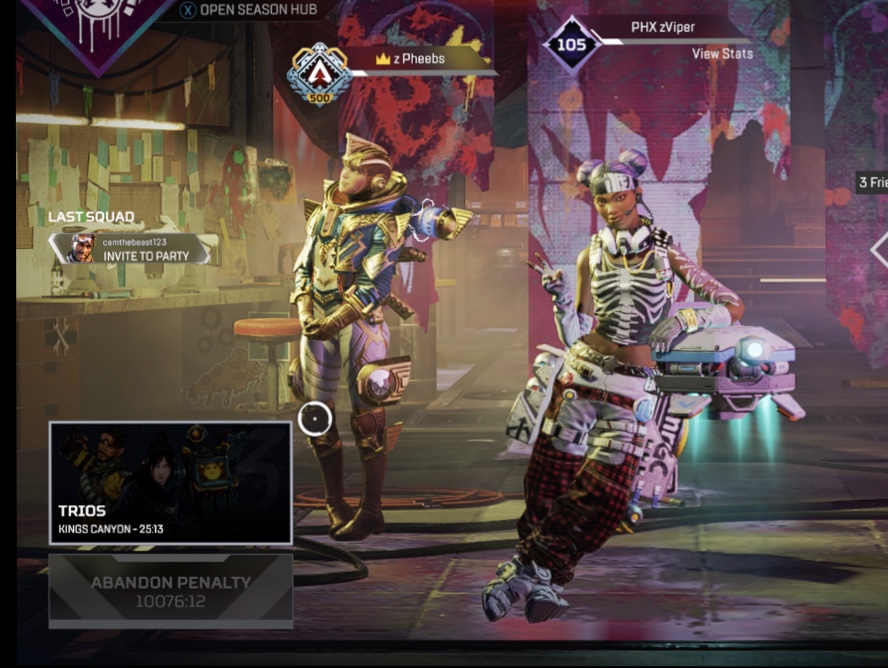 OPEN SEASON HUB
500
z Pheebs
105
PHX zViper
View Stats
3 Frie
LAST SQUAD
camthebeast123
INVITE TO PARTY
TRIOS
KINGS CANYON - 25:13
ABANDON PENALTY
10076:12